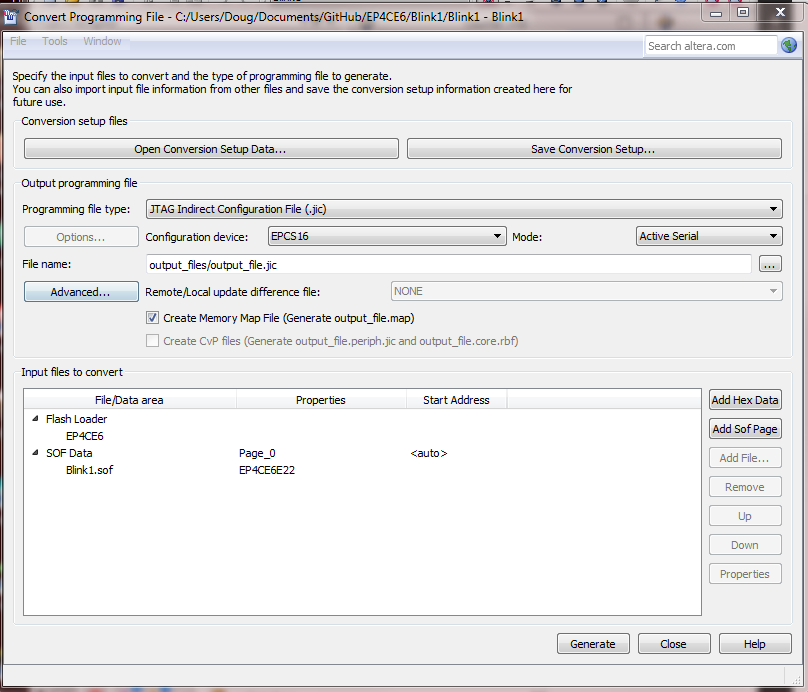 Convert Programming File - C:/Users/Doug/Documents/GitHub/EP4CE6/Blink1/Blink1 - Blink1
File Tools Window
Search altera.com
Specify the input files to convert and the type of programming file to generate.
You can also import input file information from other files and save the conversion setup information created here for
future use.
Conversion setup files
Open Conversion Setup Data...
Save Conversion Setup...
Output programming file
Programming file type: JTAG Indirect Configuration File (.jic)
Options... Configuration device: EPCS16 Mode: Active Serial
File name: output_files/output_file.jic ...
Advanced... Remote/Local update difference file: NONE
Create Memory Map File (Generate output_file.map)
Create CvP files (Generate output_file.periph.jic and output_file.core.rbf)
Input files to convert
File/Data area Properties Start Address
Flash Loader
EP4CE6
SOF Data Page_0 <auto>
Blink1.sof EP4CE6E22
Add Hex Data
Add Sof Page
Add File...
Remove
Up
Down
Properties
Generate Close Help